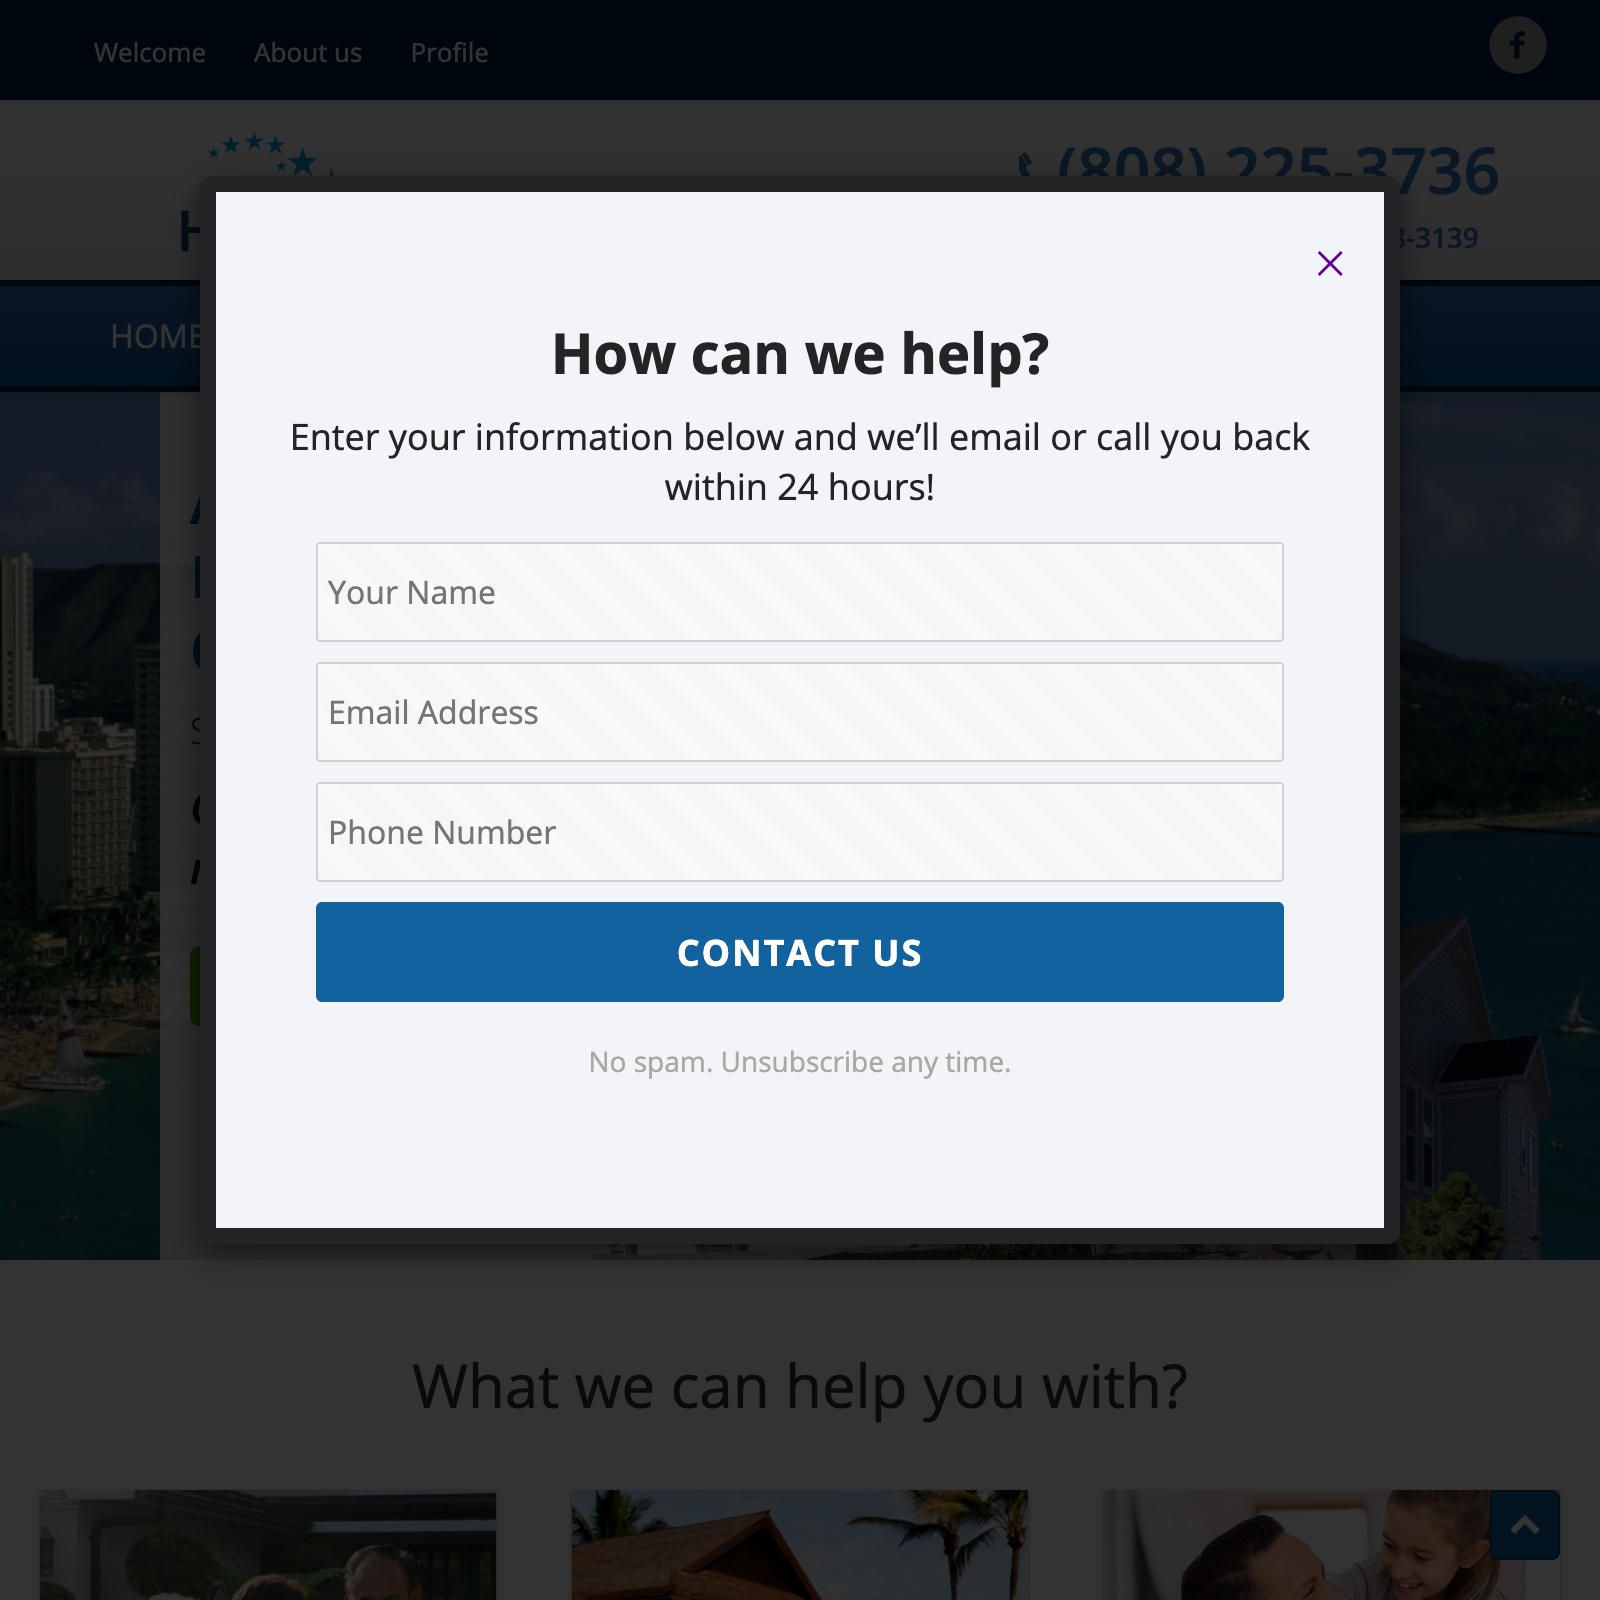 Welcome
About us
Profile
(808) 225-3736
-3139
HOME
How can we help?
Enter your information below and we’ll email or call you back
within 24 hours!
Your Name
Email Address
Phone Number
CONTACT US
No spam. Unsubscribe any time.
What we can help you with?